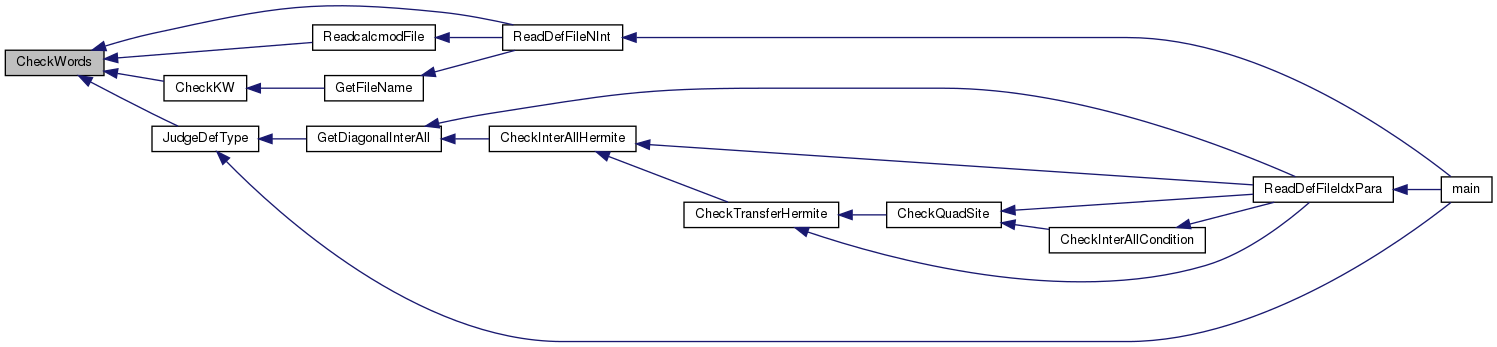 CheckWords
ReadcalcmodFile
ReadDefFileNInt
CheckKW
GetFileName
JudgeDefType
GetDiagonalInterAll
CheckInterAllHermite
CheckTransferHermite
CheckQuadSite
CheckInterAllCondition
ReadDefFileIdxPara
main